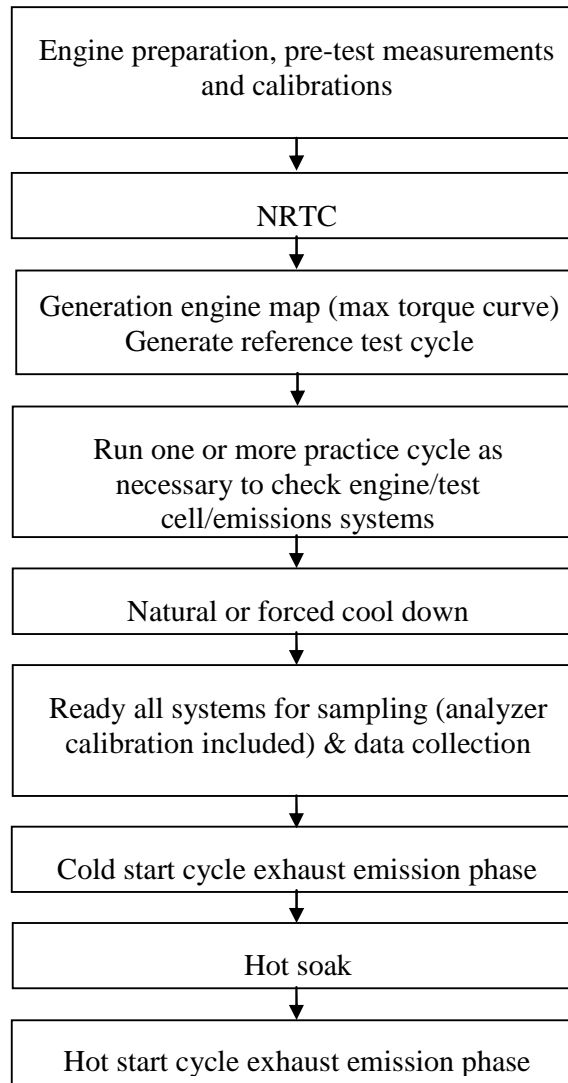 Engine preparation, pre-test measurements
and calibrations
NRTC
Generation engine map (max torque curve)
Generate reference test cycle
Run one or more practice cycle as
necessary to check engine/test
cell/emissions systems
Natural or forced cool down
Ready all systems for sampling (analyzer
calibration included) & data collection
Cold start cycle exhaust emission phase
Hot soak
Hot start cycle exhaust emission phase